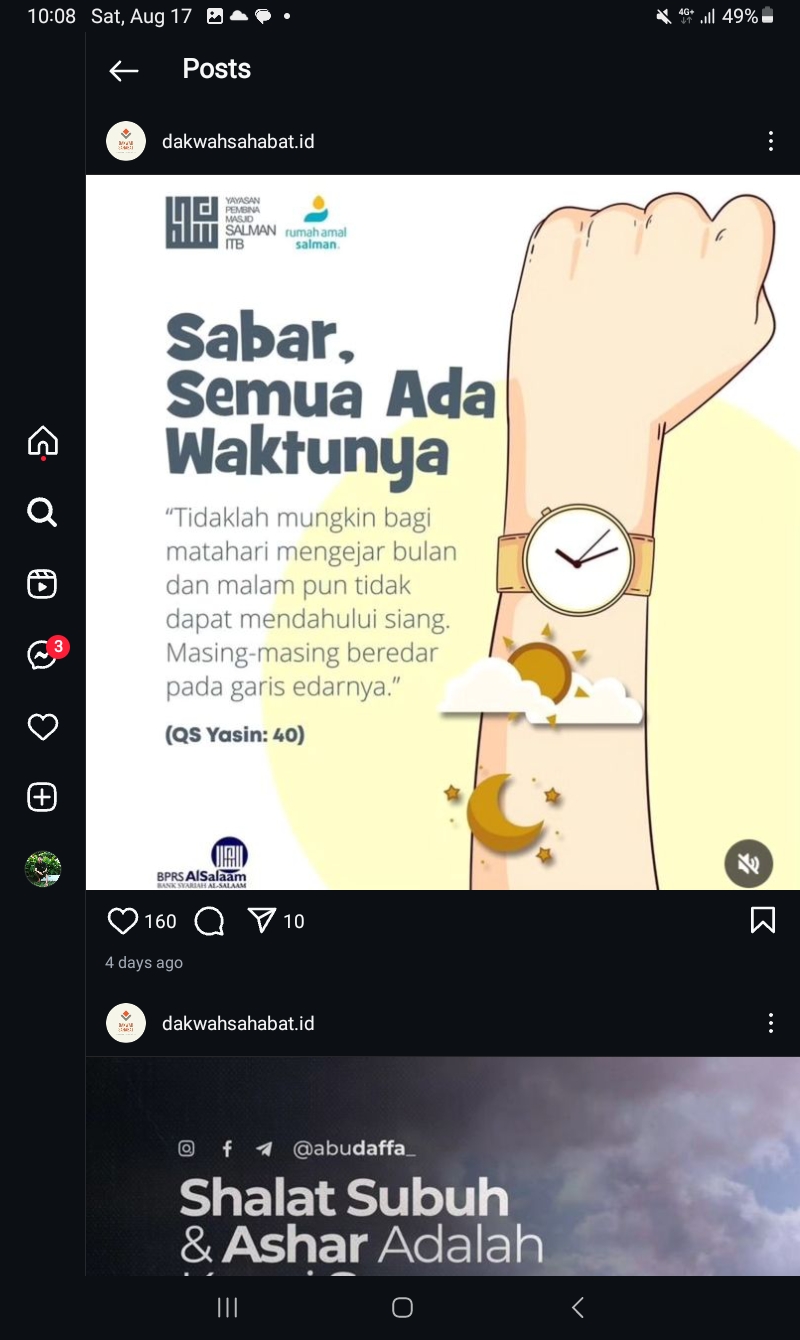 10:08 Sat, Aug 17
4G+ 49%
Posts
dakwahsahabat.id
YAYASAN
PEMBINA
MASJID
SALMAN
ITB
rumah amal
salman.
Sabar,
Semua Ada
Waktunya
“Tidaklah mungkin bagi
matahari mengejar bulan
dan malam pun tidak
dapat mendahului siang.
Masing-masing beredar
pada garis edarnya.”
(QS Yasin: 40)
3
BPRS AlSalaam
BANK SYARIAH AL-SALAAM
160 10
4 days ago
dakwahsahabat.id
@abudaffa_
Shalat Subuh
& Ashar Adalah